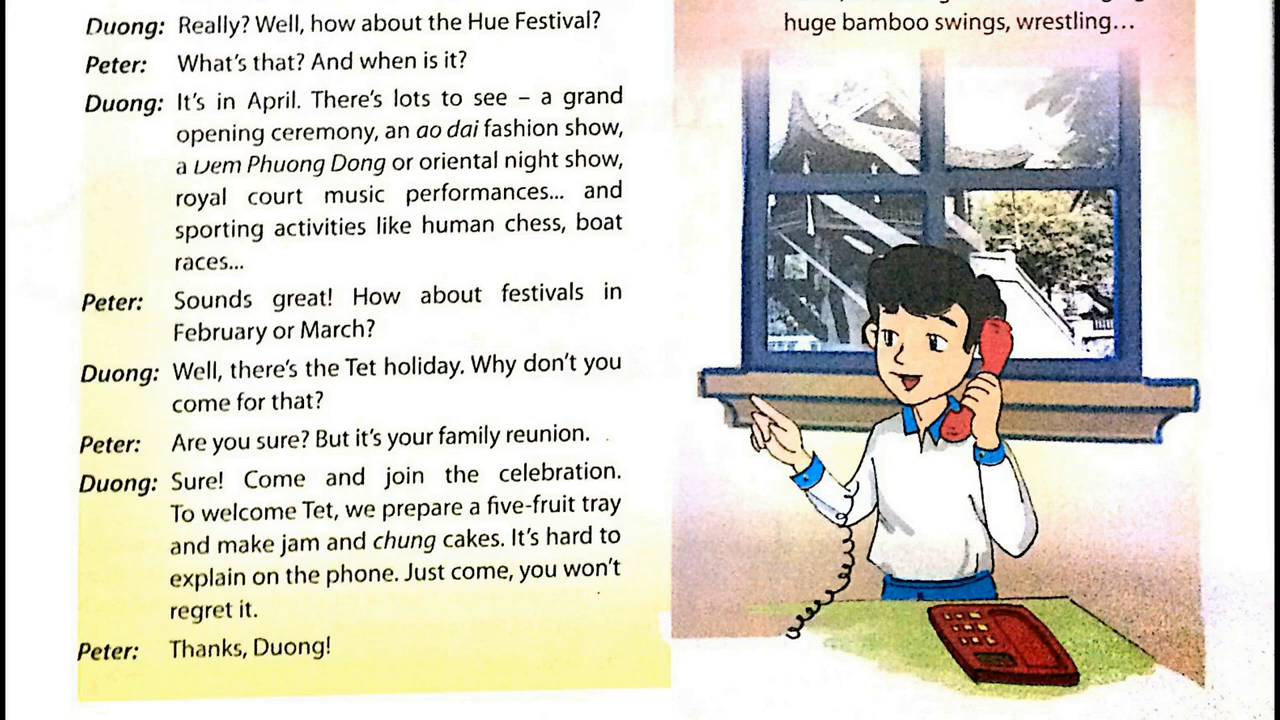 Duong: Really? Well, how about the Hue Festival?
Peter: What's that? And when is it?
Duong: It's in April. There's lots to see – a grand
opening ceremony, an ao dai fashion show,
a Dem Phuong Dong or oriental night show,
royal court music performances... and
sporting activities like human chess, boat
races...
Peter: Sounds great! How about festivals in
February or March?
Duong: Well, there's the Tet holiday. Why don't you
come for that?
Peter: Are you sure? But it's your family reunion.
Duong: Sure! Come and join the celebration.
To welcome Tet, we prepare a five-fruit tray
and make jam and chung cakes. It's hard to
explain on the phone. Just come, you won't
regret it.
Peter: Thanks, Duong!
huge bamboo swings, wrestling...